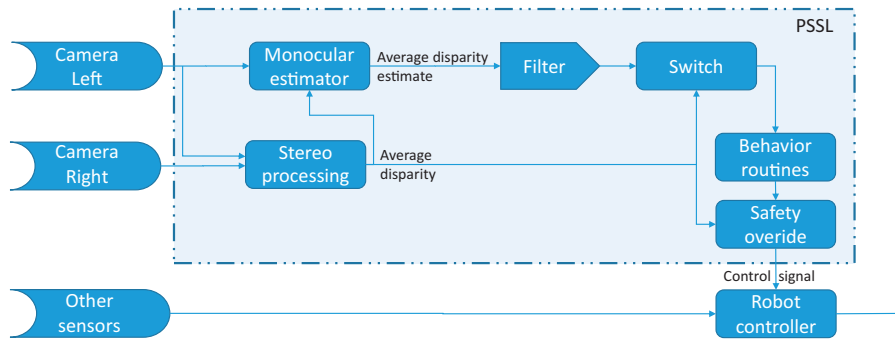 PSSL
Camera
Left
Monocular
estimator
Average disparity
estimate
Filter
Switch
Camera
Right
Stereo
processing
Average
disparity
Behavior
routines
Safety
overide
Control signal
Other
sensors
Robot
controller